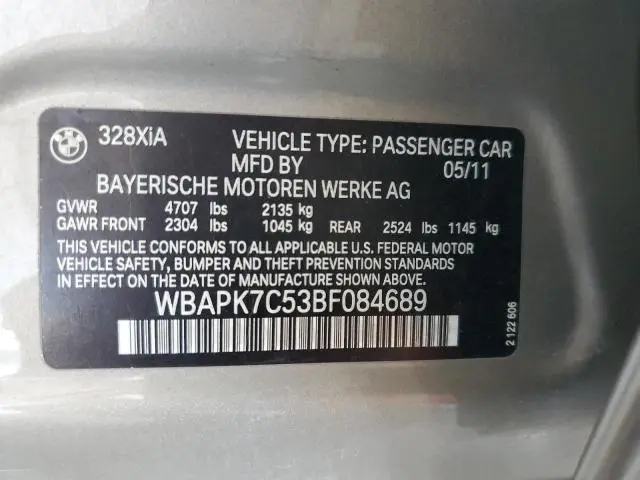 BMW
328XiA VEHICLE TYPE: PASSENGER CAR
MFD BY 05/11
BAYERISCHE MOTOREN WERKE AG
GVWR 4707 lbs 2135 kg
GAWR FRONT 2304 lbs 1045 kg REAR 2524 lbs 1145 kg
THIS VEHICLE CONFORMS TO ALL APPLICABLE U.S. FEDERAL MOTOR
VEHICLE SAFETY, BUMPER AND THEFT PREVENTION STANDARDS
IN EFFECT ON THE DATE OF MANUFACTURE SHOWN ABOVE.
WBAPK7C53BF084689
2 122 606